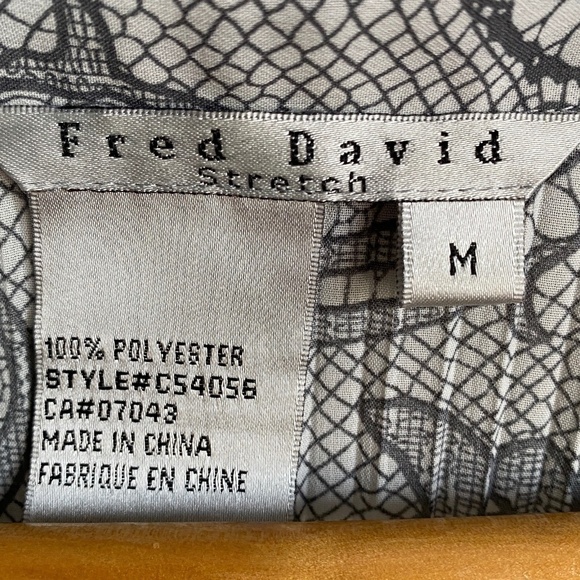 Fred David
Stretch
M
100% POLYESTER
STYLE#C54056
CA#07043
MADE IN CHINA
FABRIQUE EN CHINE